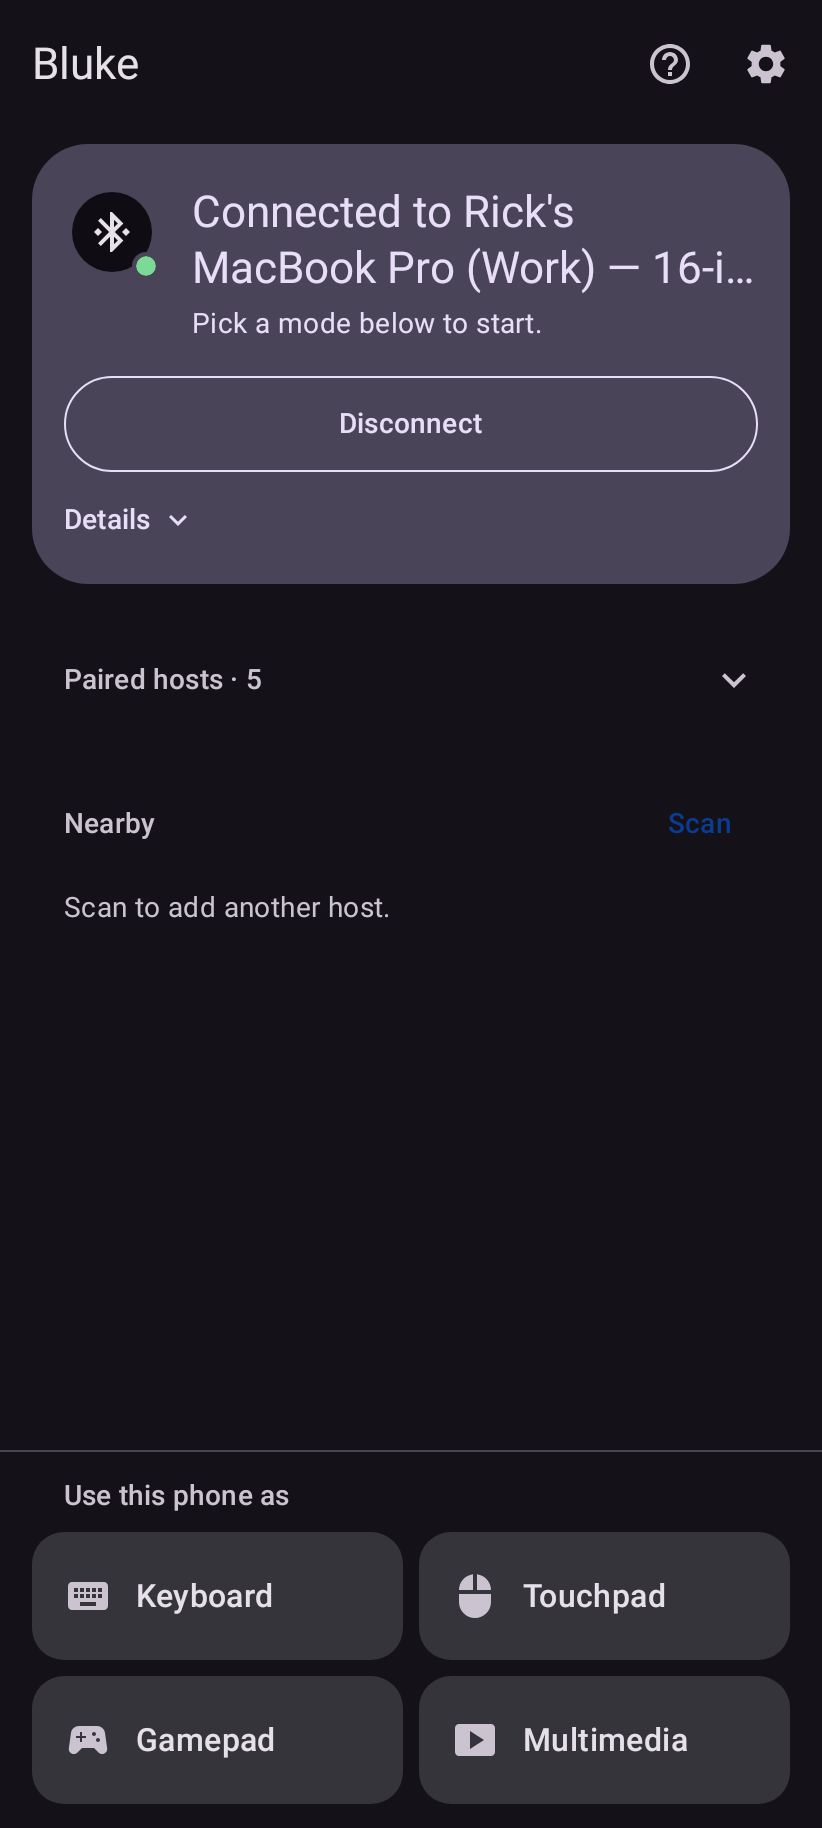 Bluke
Connected to Rick's
MacBook Pro (Work) — 16-i...
Pick a mode below to start.
Disconnect
Details
Paired hosts · 5
Nearby
Scan
Scan to add another host.
Use this phone as
Keyboard
Touchpad
Gamepad
Multimedia